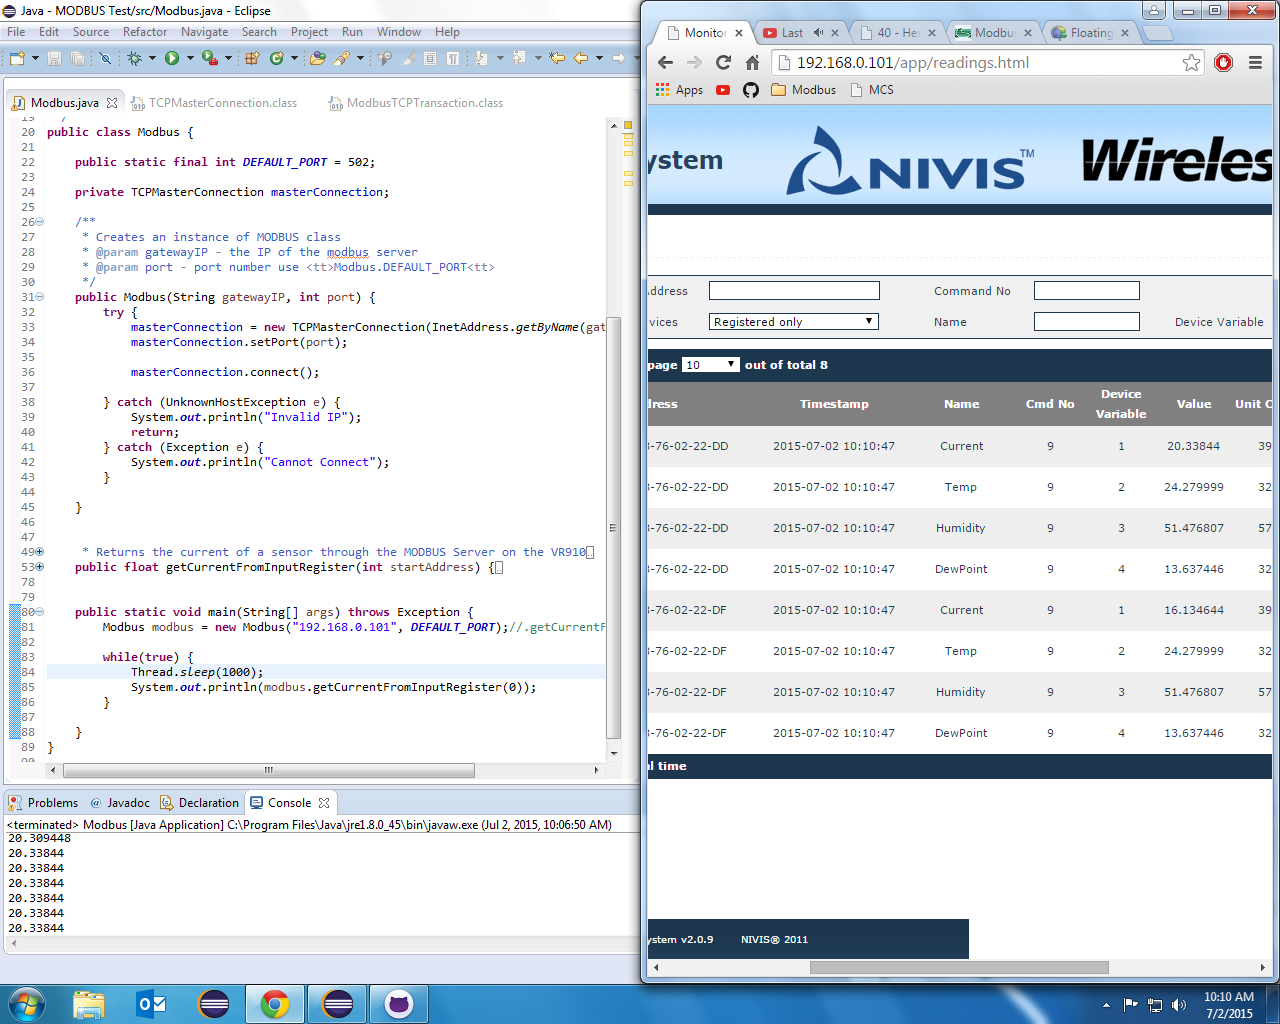 Java - MODBUS Test/src/Modbus.java - Eclipse
File Edit Source Refactor Navigate Search Project Run Window Help
Modbus.java TCPMasterConnection.class ModbusTCPTransaction.class
20 public class Modbus {
21
22 public static final int DEFAULT_PORT = 502;
23
24 private TCPMasterConnection masterConnection;
25
26 /**
27 * Creates an instance of MODBUS class
28 * @param gatewayIP - the IP of the modbus server
29 * @param port - port number use <tt>Modbus.DEFAULT_PORT<tt>
30 */
31 public Modbus(String gatewayIP, int port) {
32 try {
33 masterConnection = new TCPMasterConnection(InetAddress.getByName(gat
34 masterConnection.setPort(port);
35
36 masterConnection.connect();
37
38 } catch (UnknownHostException e) {
39 System.out.println("Invalid IP");
40 return;
41 } catch (Exception e) {
42 System.out.println("Cannot Connect");
43 }
44
45 }
46
47
49 * Returns the current of a sensor through the MODBUS Server on the VR910
53 public float getCurrentFromInputRegister(int startAddress) {
78
79
80 public static void main(String[] args) throws Exception {
81 Modbus modbus = new Modbus("192.168.0.101", DEFAULT_PORT);//.getCurrentF
82
83 while(true) {
84 Thread.sleep(1000);
85 System.out.println(modbus.getCurrentFromInputRegister(0));
86 }
87
88 }
89 }
90
Problems @ Javadoc Declaration Console
<terminated> Modbus [Java Application] C:\Program Files\Java\jre1.8.0_45\bin\javaw.exe (Jul 2, 2015, 10:06:50 AM)
20.309448
20.33844
20.33844
20.33844
20.33844
20.33844
20.33844
Monitor Last 40 - Hex Modbus Floating
192.168.0.101/app/readings.html
Apps Modbus MCS
ystem NIVIS™ Wireles
ddress Command No
vices Registered only Name Device Variable
page 10 out of total 8
dress Timestamp Name Cmd No Device Variable Value Unit C
3-76-02-22-DD 2015-07-02 10:10:47 Current 9 1 20.33844 39
3-76-02-22-DD 2015-07-02 10:10:47 Temp 9 2 24.279999 32
3-76-02-22-DD 2015-07-02 10:10:47 Humidity 9 3 51.476807 57
3-76-02-22-DD 2015-07-02 10:10:47 DewPoint 9 4 13.637446 32
3-76-02-22-DF 2015-07-02 10:10:47 Current 9 1 16.134644 39
3-76-02-22-DF 2015-07-02 10:10:47 Temp 9 2 24.279999 32
3-76-02-22-DF 2015-07-02 10:10:47 Humidity 9 3 51.476807 57
3-76-02-22-DF 2015-07-02 10:10:47 DewPoint 9 4 13.637446 32
al time
ystem v2.0.9 NIVIS® 2011
10:10 AM
7/2/2015